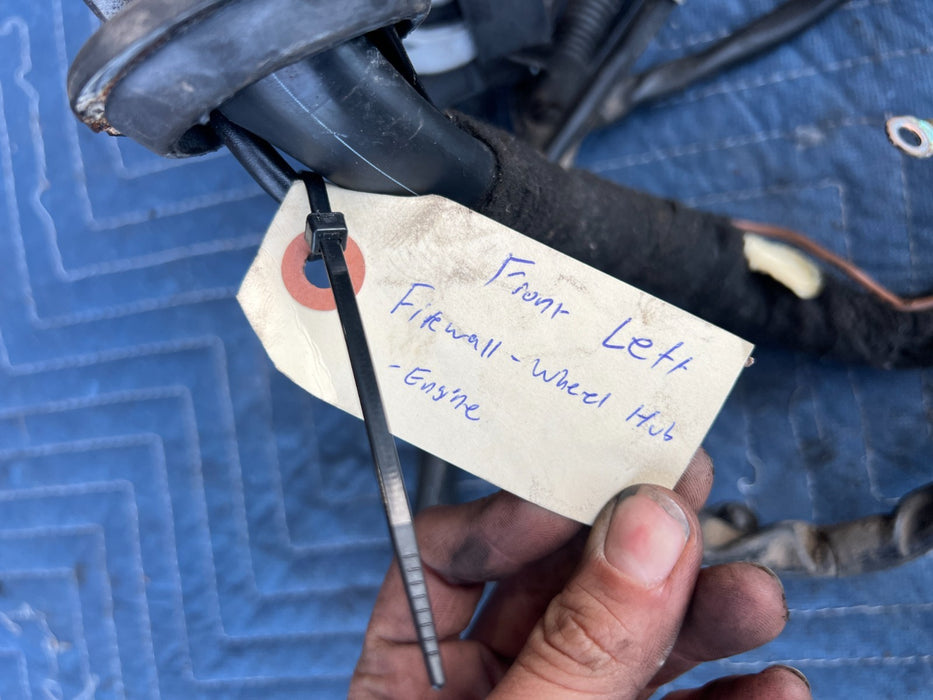 Front Left
Firewall - Wheel Hub
- Engine